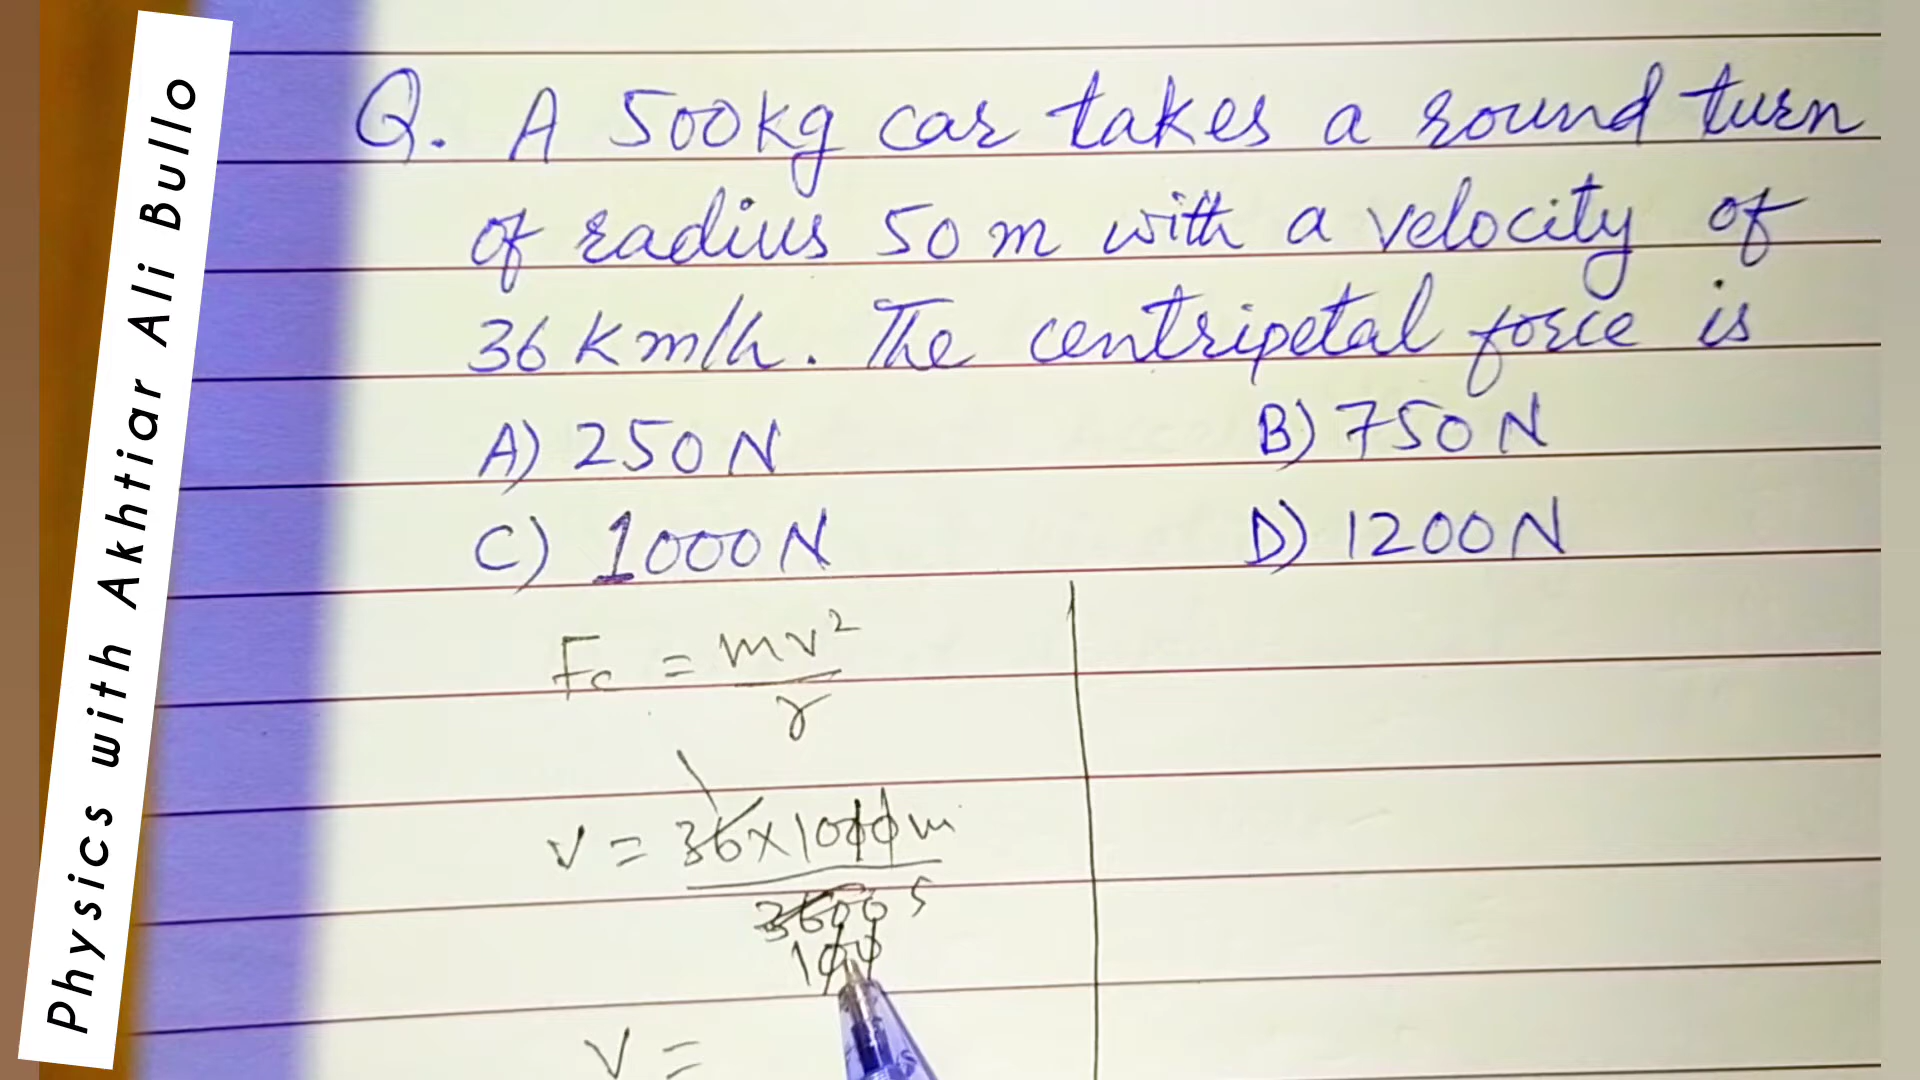 Physics with Akhtiar Ali Bullo
Q. A 500kg car takes a round turn
of radius 50 m with a velocity of
36 km/h. The centripetal force is
A) 250 N B) 750 N
C) 1000 N D) 1200 N
Fc = mv²
r
V = 36 x 1000 m
3600 s
100
V =